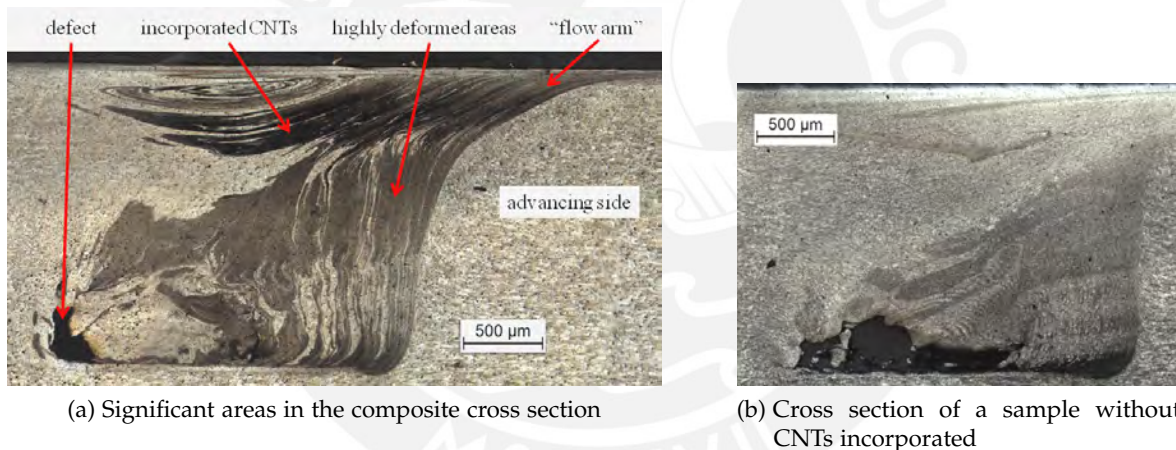 defect incorporated CNTs highly deformed areas "flow arm"
advancing side
500 µm
500 µm
(a) Significant areas in the composite cross section
(b) Cross section of a sample without
CNTs incorporated